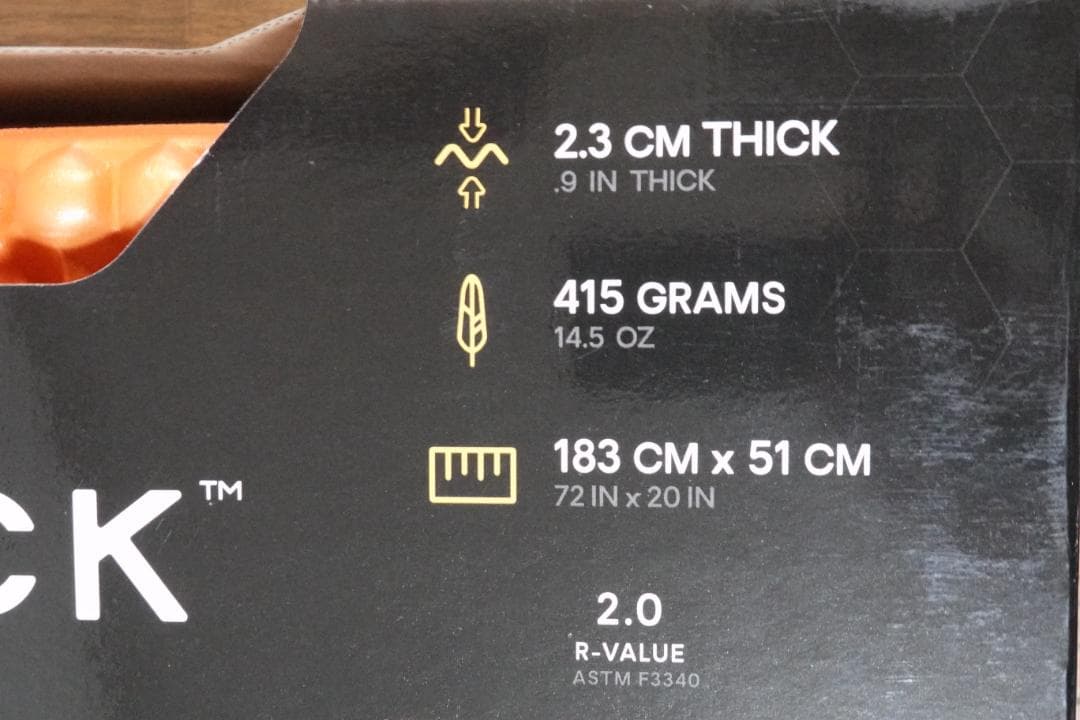 2.3 CM THICK
.9 IN THICK
415 GRAMS
14.5 OZ
183 CM x 51 CM
72 IN x 20 IN
CK™
2.0
R-VALUE
ASTM F3340